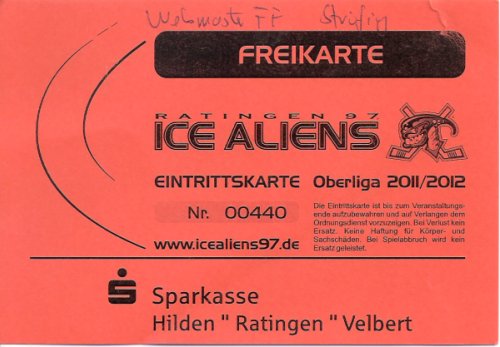 Webmaster FF
FREIKARTE
RATINGEN 97
ICE ALIENS
EINTRITTSKARTE Oberliga 2011/2012
Nr. 00440
Die Eintrittskarte ist bis zum Veranstaltungs-
ende aufzubewahren und auf Verlangen dem
Ordnungsdienst vorzuzeigen. Bei Verlust kein
Ersatz. Keine Haftung für Körper- und
Sachschäden. Bei Spielabbruch wird kein
Ersatz geleistet.
www.icealiens97.de
Sparkasse
Hilden " Ratingen " Velbert